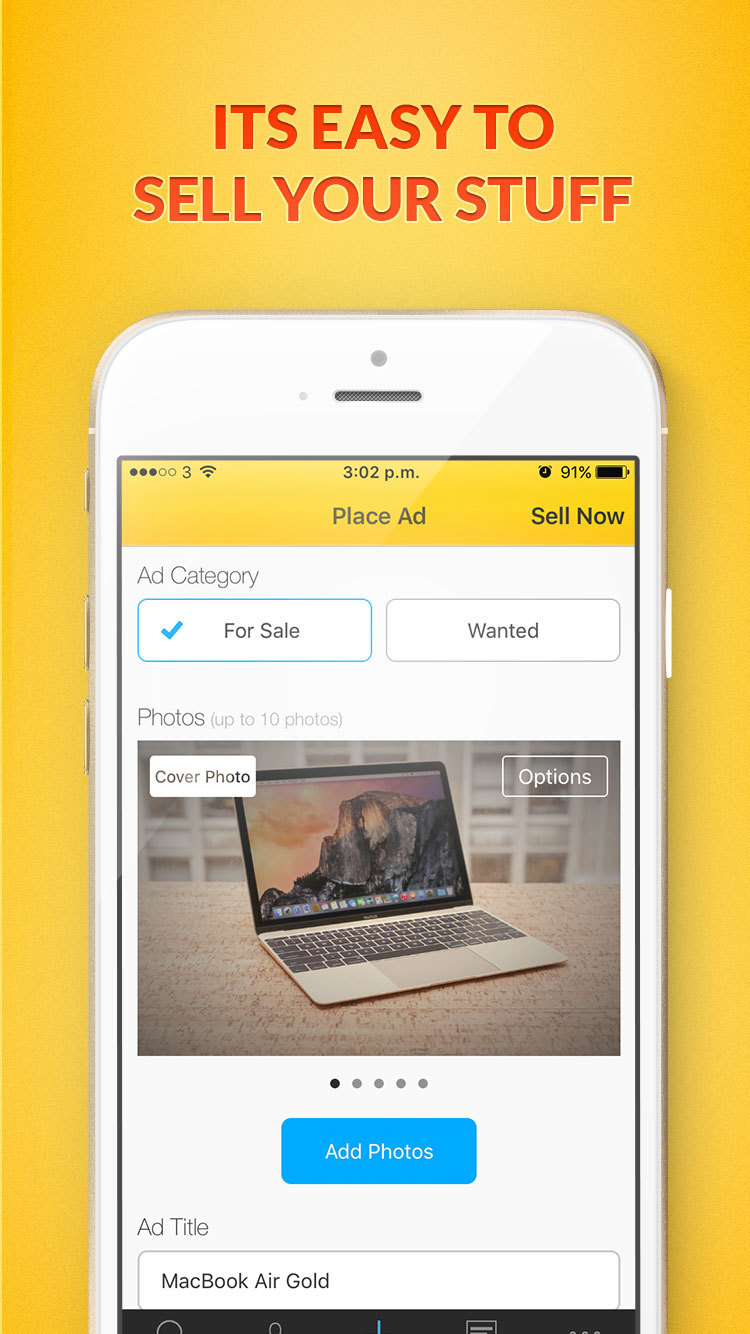 ITS EASY TO
SELL YOUR STUFF
3 3:02 p.m. 91%
Place Ad Sell Now
Ad Category
For Sale Wanted
Photos (up to 10 photos)
Cover Photo Options
MacBook
Add Photos
Ad Title
MacBook Air Gold